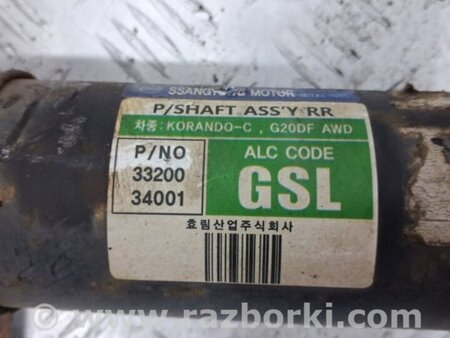 SSANGYONG MOTOR
P/SHAFT ASS'Y RR
차종: KORANDO-C , G20DF AWD
P/NO ALC CODE
33200 GSL
34001
효림산업주식회사
www.razborki.com